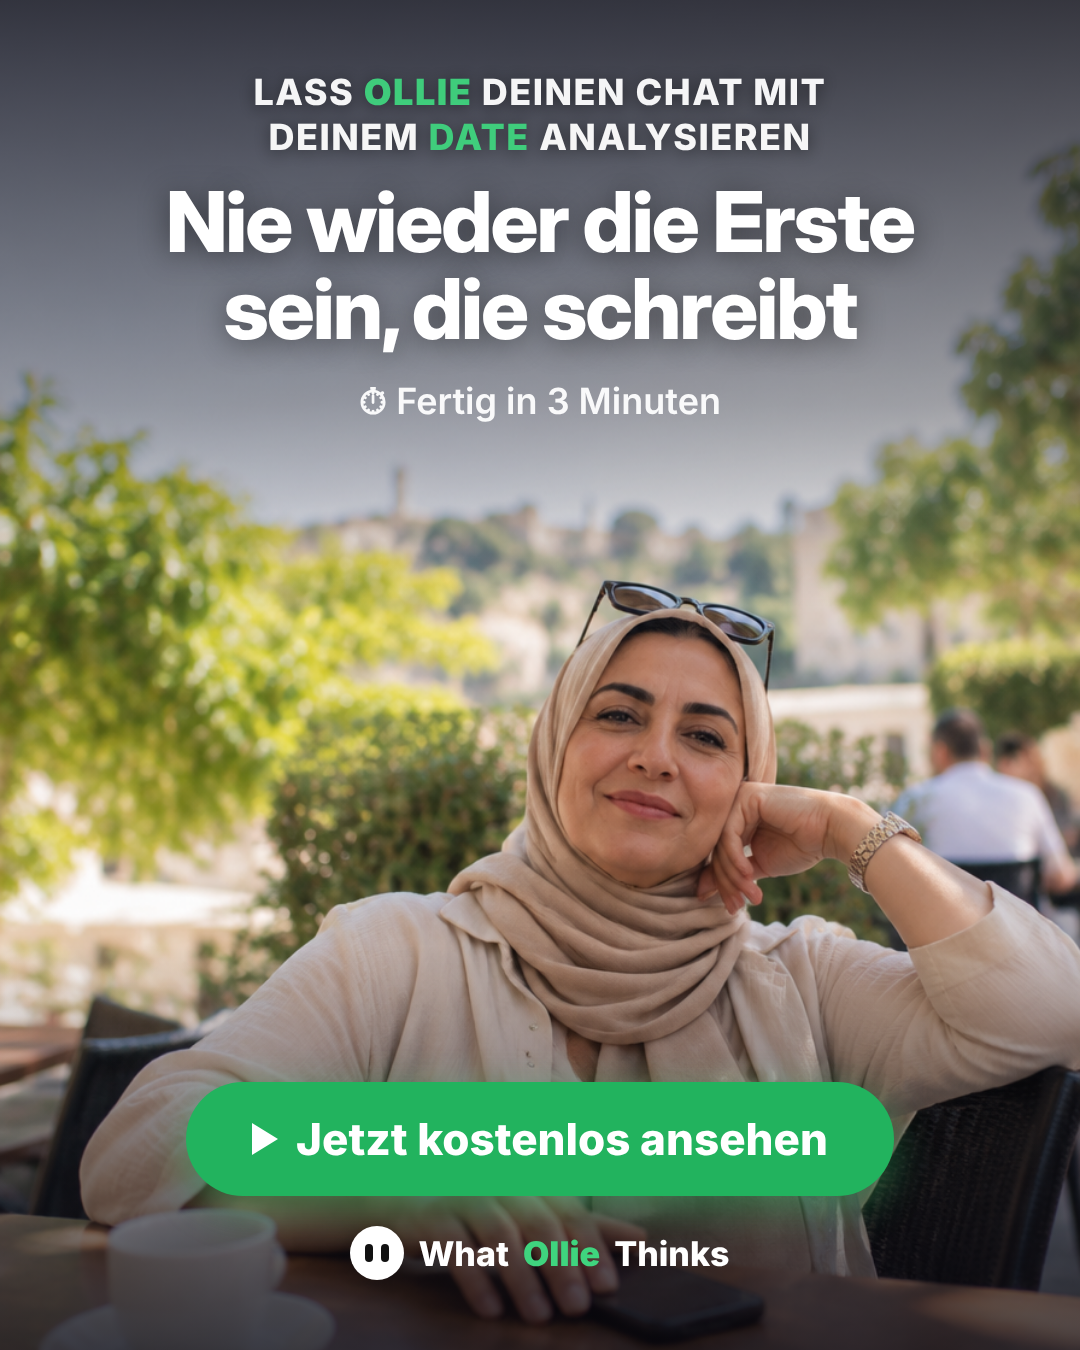 LASS OLLIE DEINEN CHAT MIT
DEINEM DATE ANALYSIEREN
Nie wieder die Erste
sein, die schreibt
⏱ Fertig in 3 Minuten
▶ Jetzt kostenlos ansehen
What Ollie Thinks